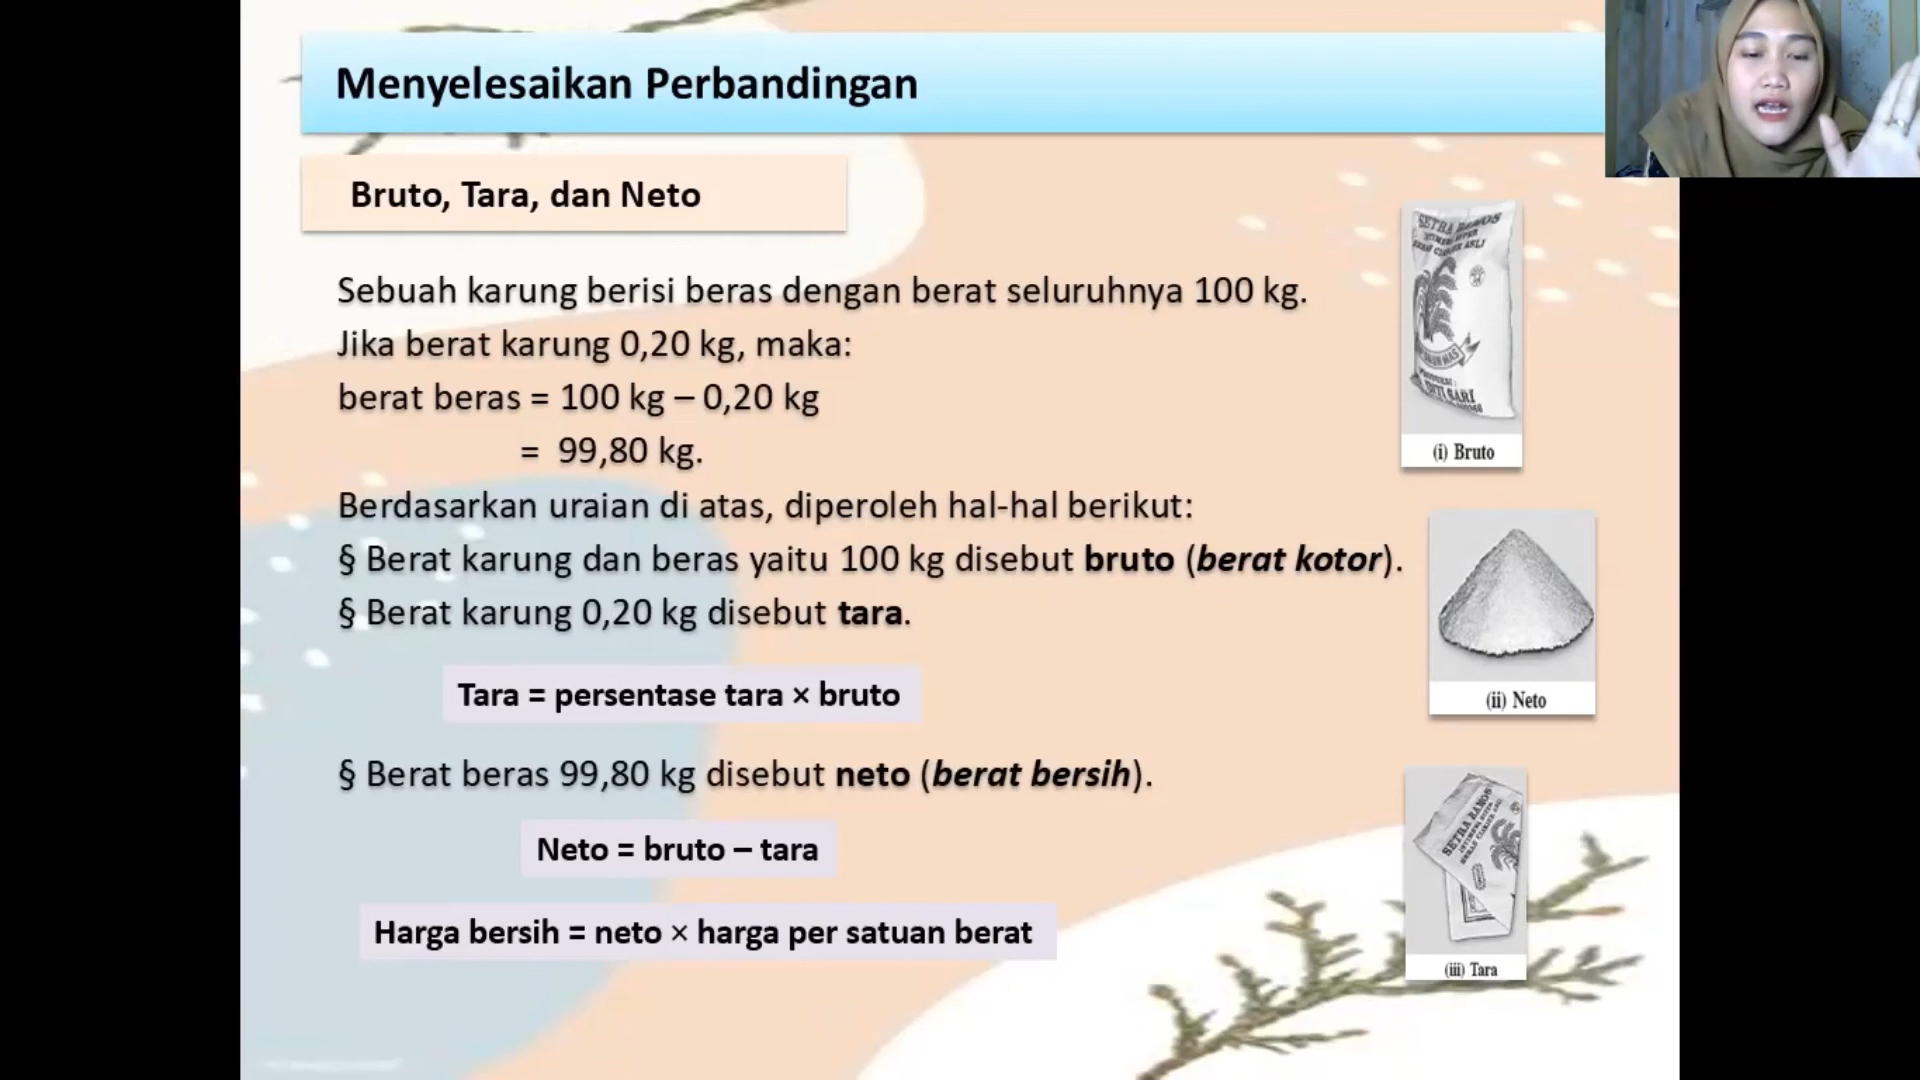 Menyelesaikan Perbandingan
Bruto, Tara, dan Neto
Sebuah karung berisi beras dengan berat seluruhnya 100 kg.
Jika berat karung 0,20 kg, maka:
berat beras = 100 kg – 0,20 kg
= 99,80 kg.
Berdasarkan uraian di atas, diperoleh hal-hal berikut:
§ Berat karung dan beras yaitu 100 kg disebut bruto (berat kotor).
§ Berat karung 0,20 kg disebut tara.
Tara = persentase tara × bruto
§ Berat beras 99,80 kg disebut neto (berat bersih).
Neto = bruto – tara
Harga bersih = neto × harga per satuan berat
SETRA RAMOS
(i) Bruto
(ii) Neto
SETRA RAMOS
(iii) Tara